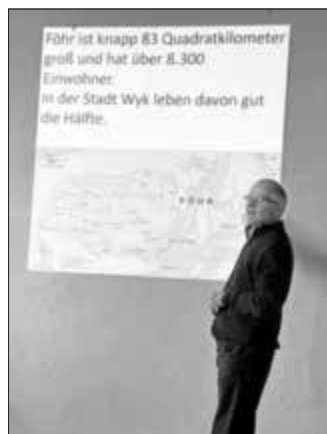 Föhr ist knapp 83 Quadratkilometer
groß und hat über 8.300
Einwohner.
In der Stadt Wyk leben davon gut
die Hälfte.
FÖHR